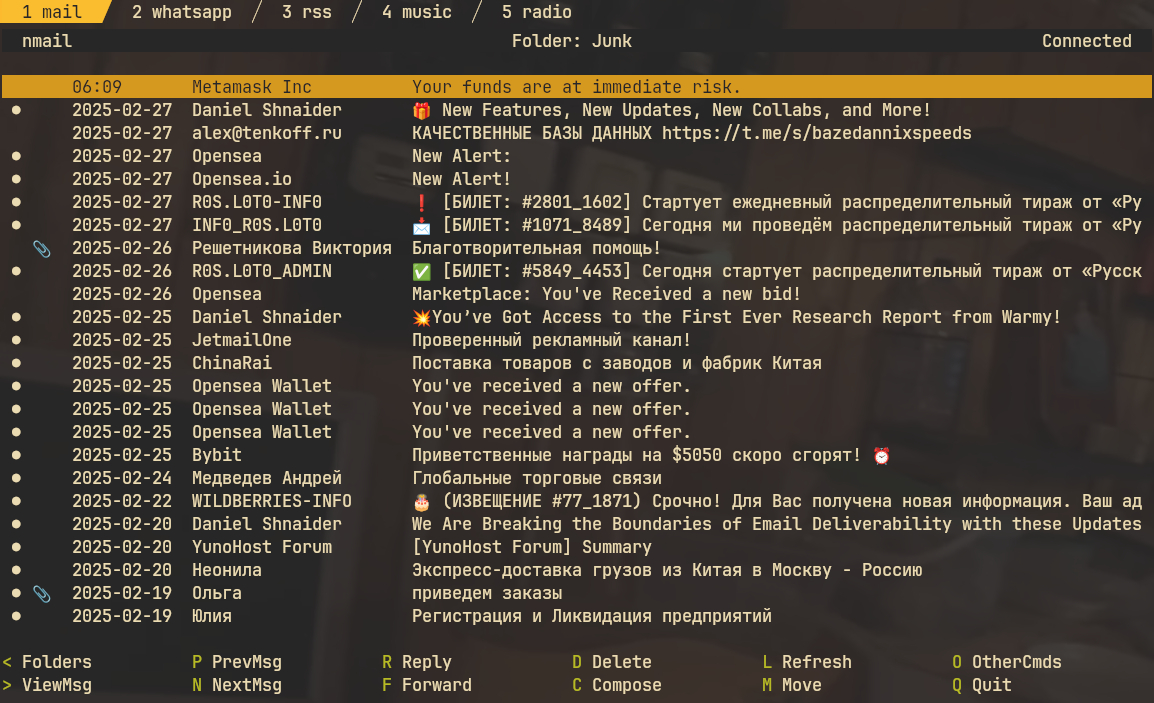 1 mail 2 whatsapp 3 rss 4 music 5 radio
nmail Folder: Junk Connected
06:09 Metamask Inc Your funds are at immediate risk.
2025-02-27 Daniel Shnaider 🎁 New Features, New Updates, New Collabs, and More!
2025-02-27 alex@tenkoff.ru КАЧЕСТВЕННЫЕ БАЗЫ ДАННЫХ https://t.me/s/bazedannixspeeds
2025-02-27 Opensea New Alert:
2025-02-27 Opensea.io New Alert!
2025-02-27 R0S.L0T0-INF0 ❗ [БИЛЕТ: #2801_1602] Стартует ежедневный распределительный тираж от «Ру
2025-02-27 INF0_R0S.L0T0 📩 [БИЛЕТ: #1071_8489] Сегодня ми проведём распределительный тираж от «Ру
2025-02-26 Решетникова Виктория Благотворительная помощь!
2025-02-26 R0S.L0T0_ADMIN ✅ [БИЛЕТ: #5849_4453] Сегодня стартует распределительный тираж от «Русск
2025-02-26 Opensea Marketplace: You've Received a new bid!
2025-02-25 Daniel Shnaider 💥You’ve Got Access to the First Ever Research Report from Warmy!
2025-02-25 JetmailOne Проверенный рекламный канал!
2025-02-25 ChinaRai Поставка товаров с заводов и фабрик Китая
2025-02-25 Opensea Wallet You've received a new offer.
2025-02-25 Opensea Wallet You've received a new offer.
2025-02-25 Opensea Wallet You've received a new offer.
2025-02-25 Bybit Приветственные награды на $5050 скоро сгорят! ⏰
2025-02-24 Медведев Андрей Глобальные торговые связи
2025-02-22 WILDBERRIES-INFO 🎂 (ИЗВЕЩЕНИЕ #77_1871) Срочно! Для Вас получена новая информация. Ваш ад
2025-02-20 Daniel Shnaider We Are Breaking the Boundaries of Email Deliverability with these Updates
2025-02-20 YunoHost Forum [YunoHost Forum] Summary
2025-02-20 Неонила Экспресс-доставка грузов из Китая в Москву - Россию
2025-02-19 Ольга приведем заказы
2025-02-19 Юлия Регистрация и Ликвидация предприятий
< Folders P PrevMsg R Reply D Delete L Refresh O OtherCmds
> ViewMsg N NextMsg F Forward C Compose M Move Q Quit